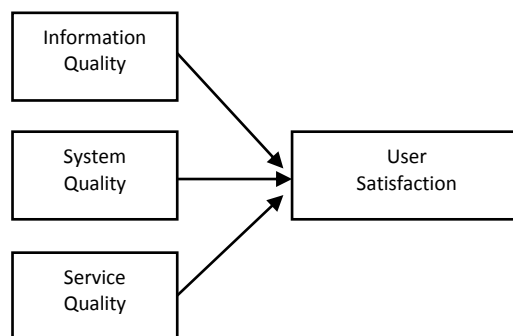 Information
Quality
System
Quality
User
Satisfaction
Service
Quality